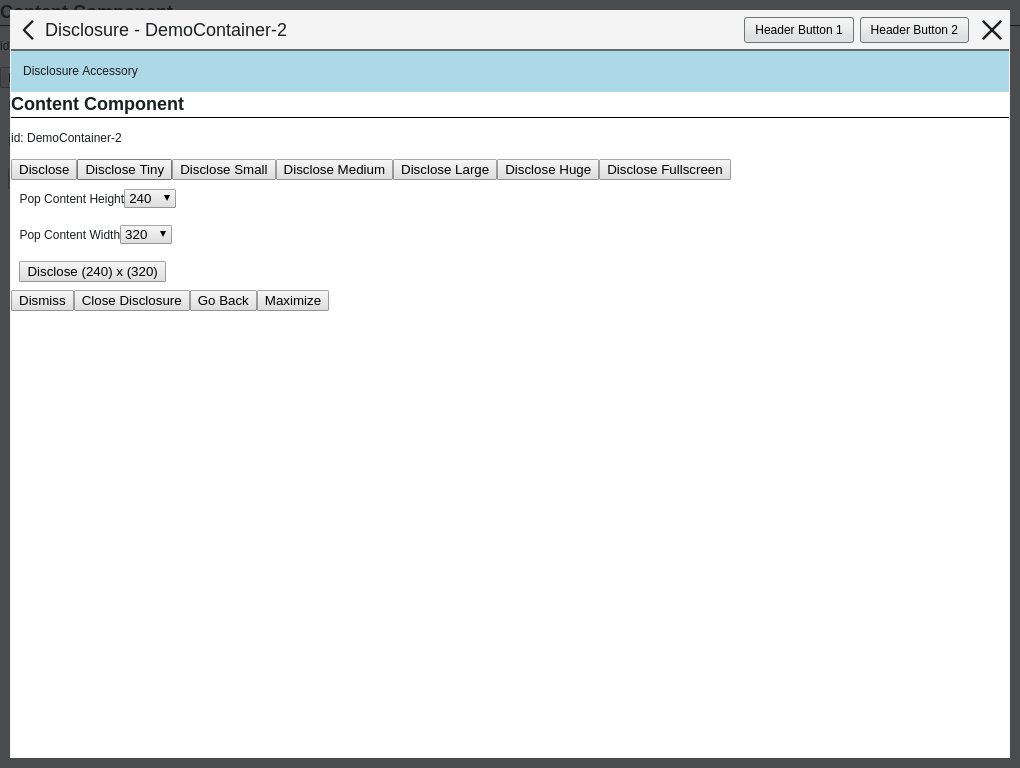 Disclosure - DemoContainer-2
Header Button 1
Header Button 2
Disclosure Accessory
Content Component
id: DemoContainer-2
Disclose
Disclose Tiny
Disclose Small
Disclose Medium
Disclose Large
Disclose Huge
Disclose Fullscreen
Pop Content Height 240
Pop Content Width 320
Disclose (240) x (320)
Dismiss
Close Disclosure
Go Back
Maximize